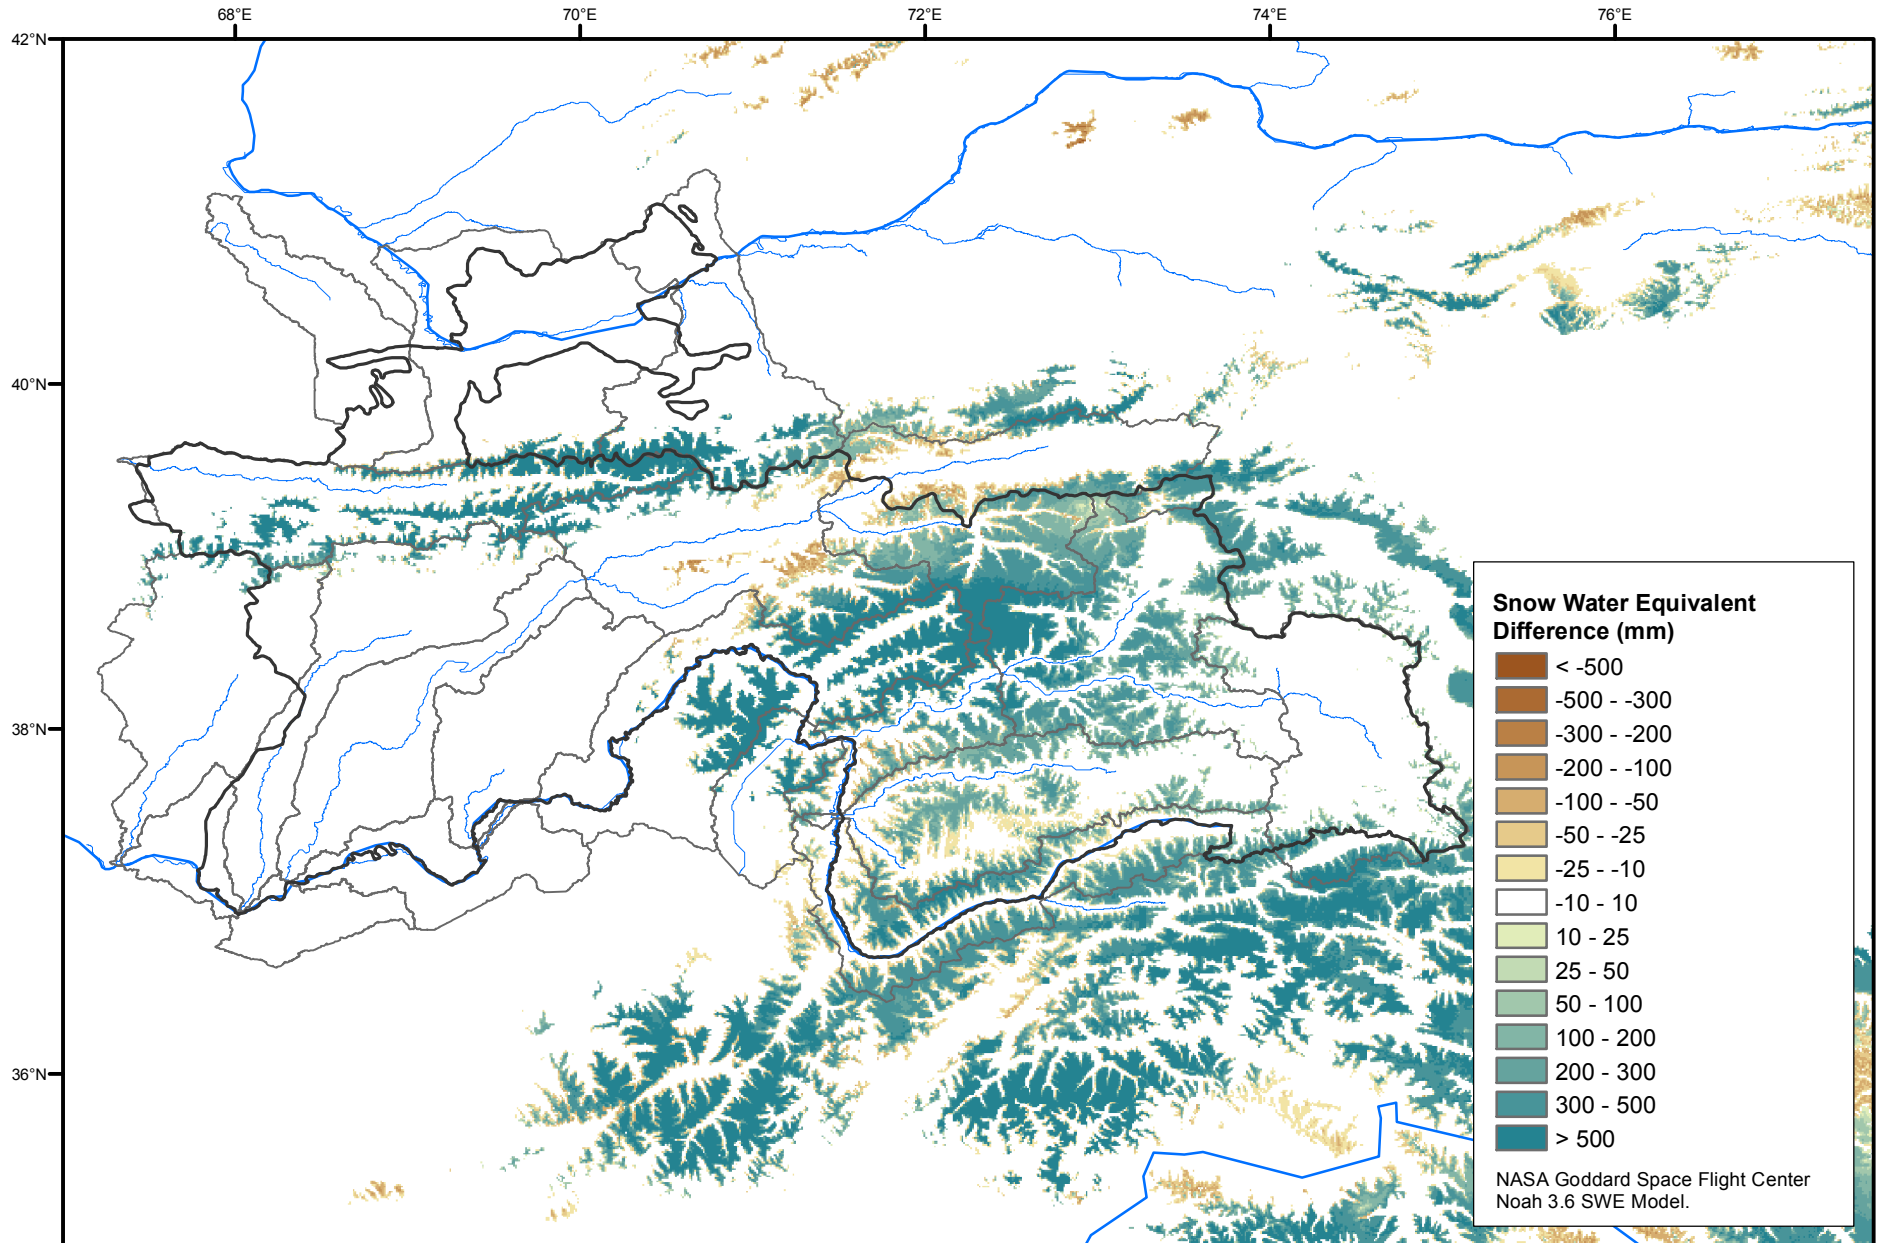 68°E 70°E 72°E 74°E 76°E
42°N
40°N
38°N
36°N
Snow Water Equivalent
Difference (mm)
< -500
-500 - -300
-300 - -200
-200 - -100
-100 - -50
-50 - -25
-25 - -10
-10 - 10
10 - 25
25 - 50
50 - 100
100 - 200
200 - 300
300 - 500
> 500
NASA Goddard Space Flight Center
Noah 3.6 SWE Model.